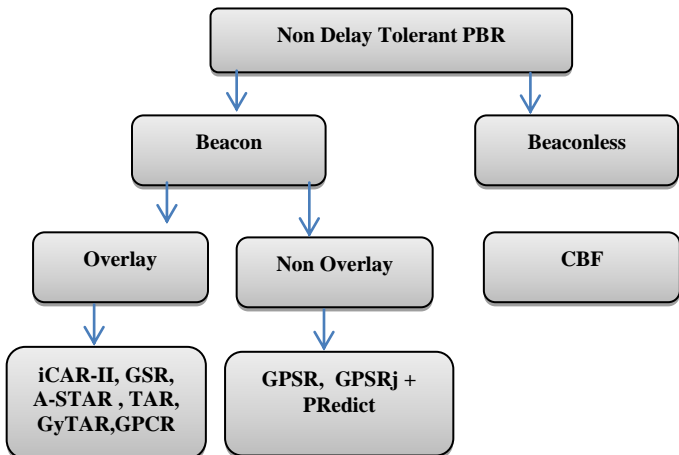 Non Delay Tolerant PBR
Beacon
Beaconless
Overlay
Non Overlay
CBF
iCAR-II, GSR,
A-STAR , TAR,
GyTAR,GPCR
GPSR, GPSRj +
PRedict